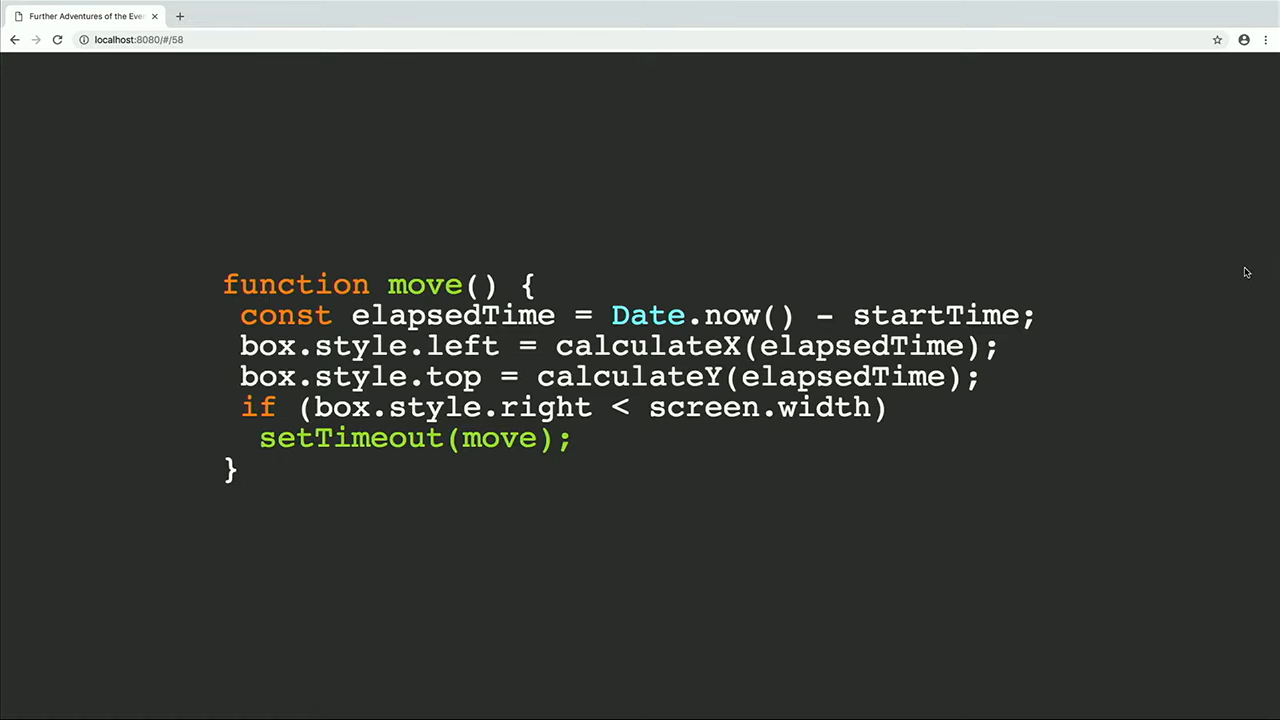 Further Adventures of the Eve
localhost:8080/#/58
function move() {
const elapsedTime = Date.now() - startTime;
box.style.left = calculateX(elapsedTime);
box.style.top = calculateY(elapsedTime);
if (box.style.right < screen.width)
setTimeout(move);
}